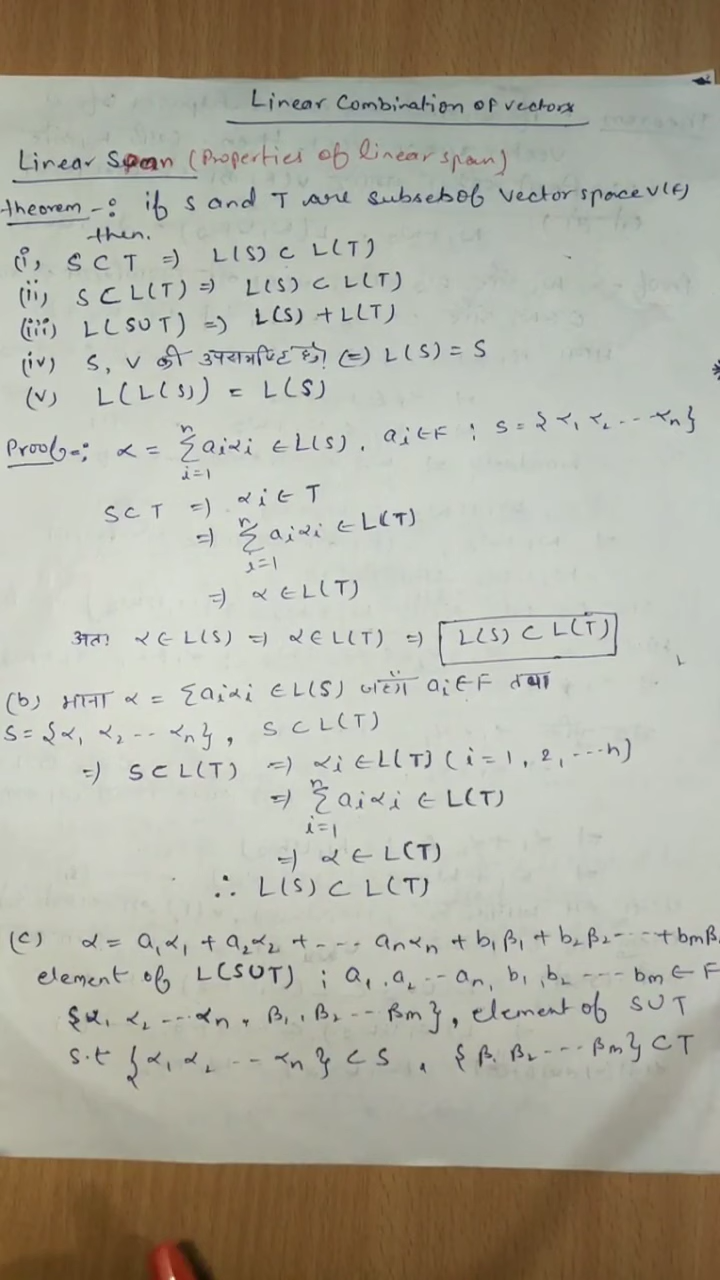 Linear Combination of vectors
Linear Span (Properties of linear span)
theorem -: if S and T are subset of vector space V(F)
then.
(i) S ⊂ T ⇒ L(S) ⊂ L(T)
(ii) S ⊂ L(T) ⇒ L(S) ⊂ L(T)
(iii) L(S∪T) ⇒ L(S) + L(T)
(iv) S, V की उपसमष्टि है। ⇔ L(S) = S
(v) L(L(S)) = L(S)
Proof -: α = n∑i=1 aiαi ∈ L(S), ai ∈ F ; S = {α1 α2 -- αn}
S ⊂ T ⇒ αi ∈ T
⇒ n∑i=1 aiαi ∈ L(T)
⇒ α ∈ L(T)
अतः α ∈ L(S) ⇒ α ∈ L(T) ⇒ L(S) ⊂ L(T)
(b) माना α = ∑aiαi ∈ L(S) जहाँ ai ∈ F तथा
S = {α1 α2 -- αn}, S ⊂ L(T)
⇒ S ⊂ L(T) ⇒ αi ∈ L(T) (i = 1, 2, ---n)
⇒ n∑i=1 aiαi ∈ L(T)
⇒ α ∈ L(T)
∴ L(S) ⊂ L(T)
(c) α = a1α1 + a2α2 + --- anαn + b1β1 + b2β2 --- + bmβ
element of L(S∪T) ; a1, a2 -- an, b1, b2 --- bm ∈ F
{α1 α2 --- αn, β1, β2 -- βm}, element of S∪T
s.t {α1 α2 -- αn} ⊂ S, {β1 β2 --- βm} ⊂ T